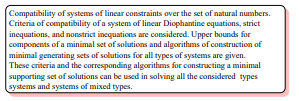 Compatibility of systems of linear constraints over the set of natural numbers.
Criteria of compatibility of a system of linear Diophantine equations, strict
inequations, and nonstrict inequations are considered. Upper bounds for
components of a minimal set of solutions and algorithms of construction of
minimal generating sets of solutions for all types of systems are given.
These criteria and the corresponding algorithms for constructing a minimal
supporting set of solutions can be used in solving all the considered types
systems and systems of mixed types.